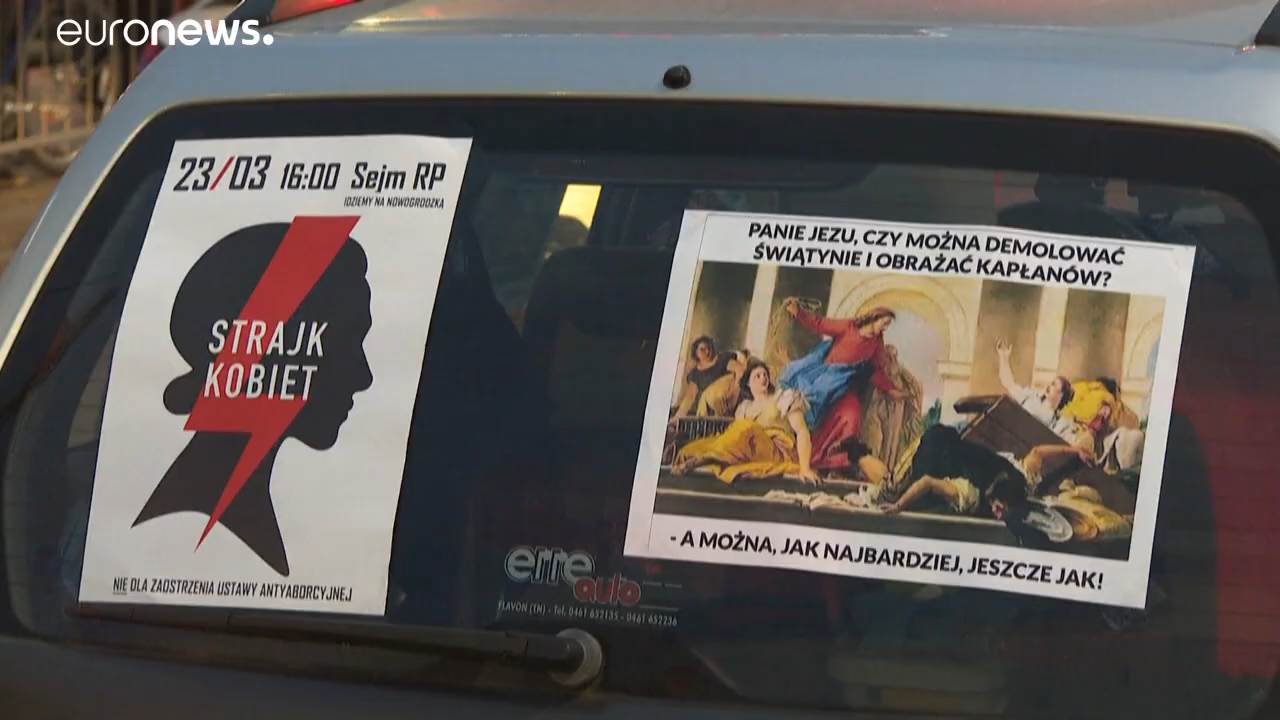 euronews.
23/03 16:00 Sejm RP
IDZIEMY NA NOWOGRODZKĄ
STRAJK
KOBIET
NIE DLA ZAOSTRZENIA USTAWY ANTYABORCYJNEJ
PANIE JEZU, CZY MOŻNA DEMOLOWAĆ
ŚWIĄTYNIE I OBRAŻAĆ KAPŁANÓW?
- A MOŻNA, JAK NAJBARDZIEJ, JESZCZE JAK!
erre
auto
FLAVON (TN) - Tel. 0461 652135 - 0461 652236